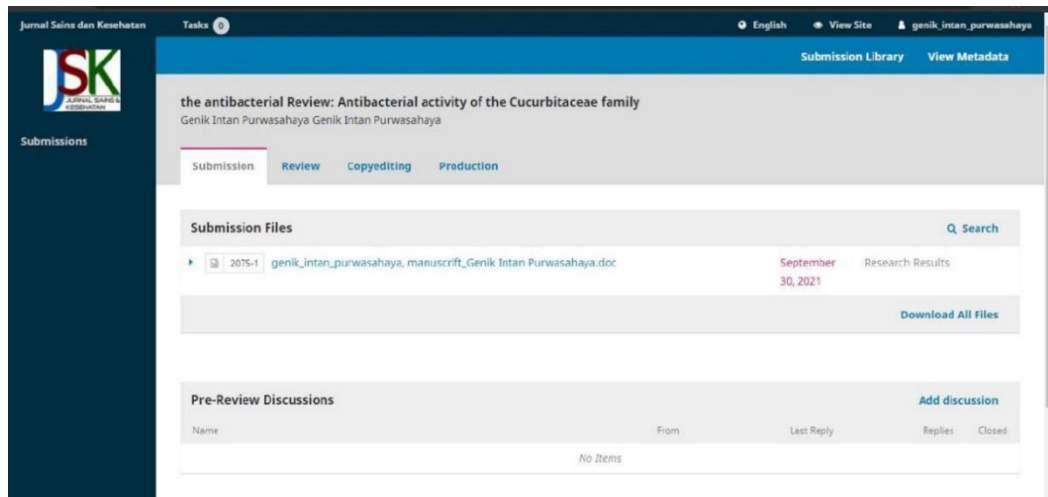 Jurnal Sains dan Kesehatan
Tasks 0
English
View Site
genik_intan_purwasahaya
JSK
JURNAL SAINS &
KESEHATAN
Submission Library
View Metadata
Submissions
the antibacterial Review: Antibacterial activity of the Cucurbitaceae family
Genik Intan Purwasahaya Genik Intan Purwasahaya
Submission
Review
Copyediting
Production
Submission Files
Search
2075-1
genik_intan_purwasahaya, manuscrift_Genik Intan Purwasahaya.doc
September
30, 2021
Research Results
Download All Files
Pre-Review Discussions
Add discussion
Name
From
Last Reply
Replies
Closed
No Items